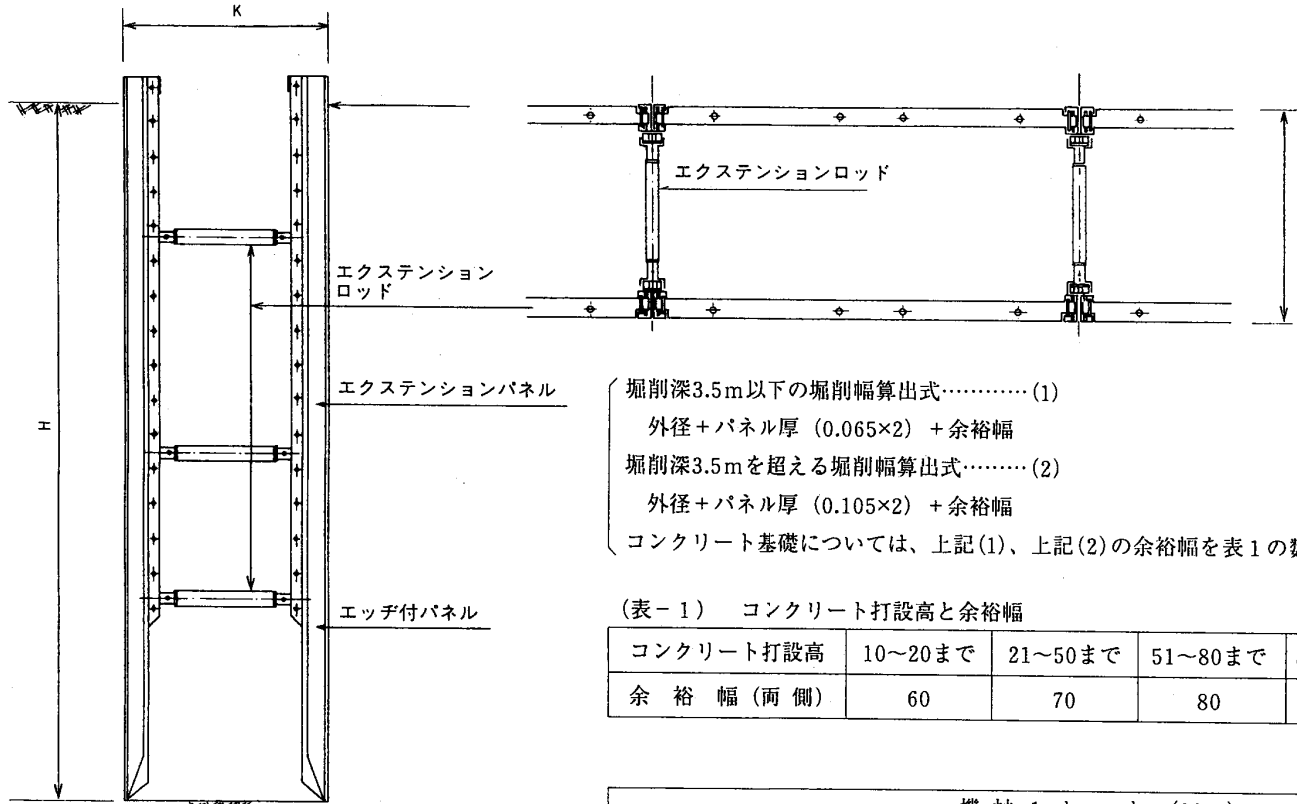 K
エクステンションロッド
エクステンション
ロッド
エクステンションパネル
H
エッヂ付パネル
堀削深3.5m以下の堀削幅算出式…………(1)
外径+パネル厚 (0.065×2) +余裕幅
堀削深3.5mを超える堀削幅算出式………(2)
外径+パネル厚 (0.105×2) +余裕幅
コンクリート基礎については、上記(1)、上記(2)の余裕幅を表1の数
(表-1) コンクリート打設高と余裕幅
コンクリート打設高 10~20まで 21~50まで 51~80まで
余裕幅(両側) 60 70 80